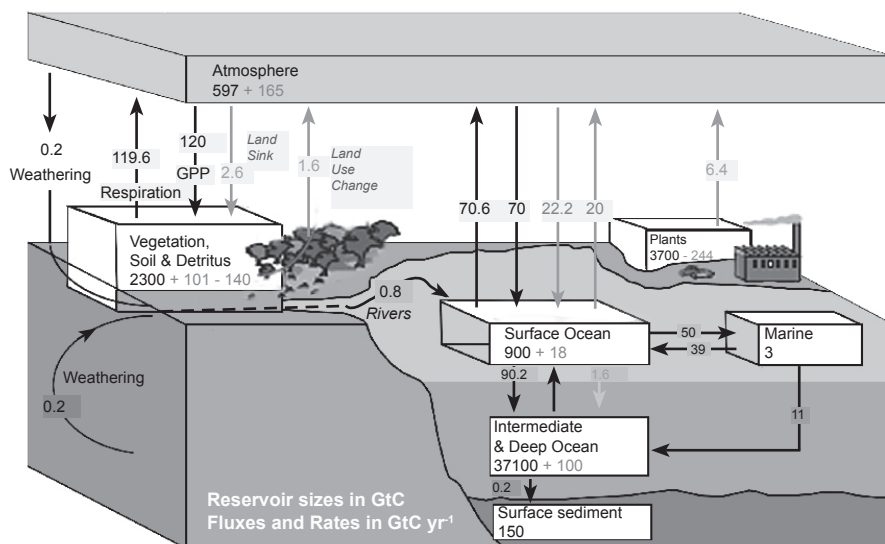 Atmosphere
597 + 165
0.2
Weathering
119.6
Respiration
120
GPP
2.6
Land
Sink
1.6
Land
Use
Change
70.6
70
22.2
20
6.4
Vegetation,
Soil & Detritus
2300 + 101 - 140
Plants
3700 - 244
0.8
Rivers
Surface Ocean
900 + 18
50
39
Marine
3
Weathering
0.2
90.2
1.6
11
Intermediate
& Deep Ocean
37100 + 100
0.2
Surface sediment
150
Reservoir sizes in GtC
Fluxes and Rates in GtC yr⁻¹